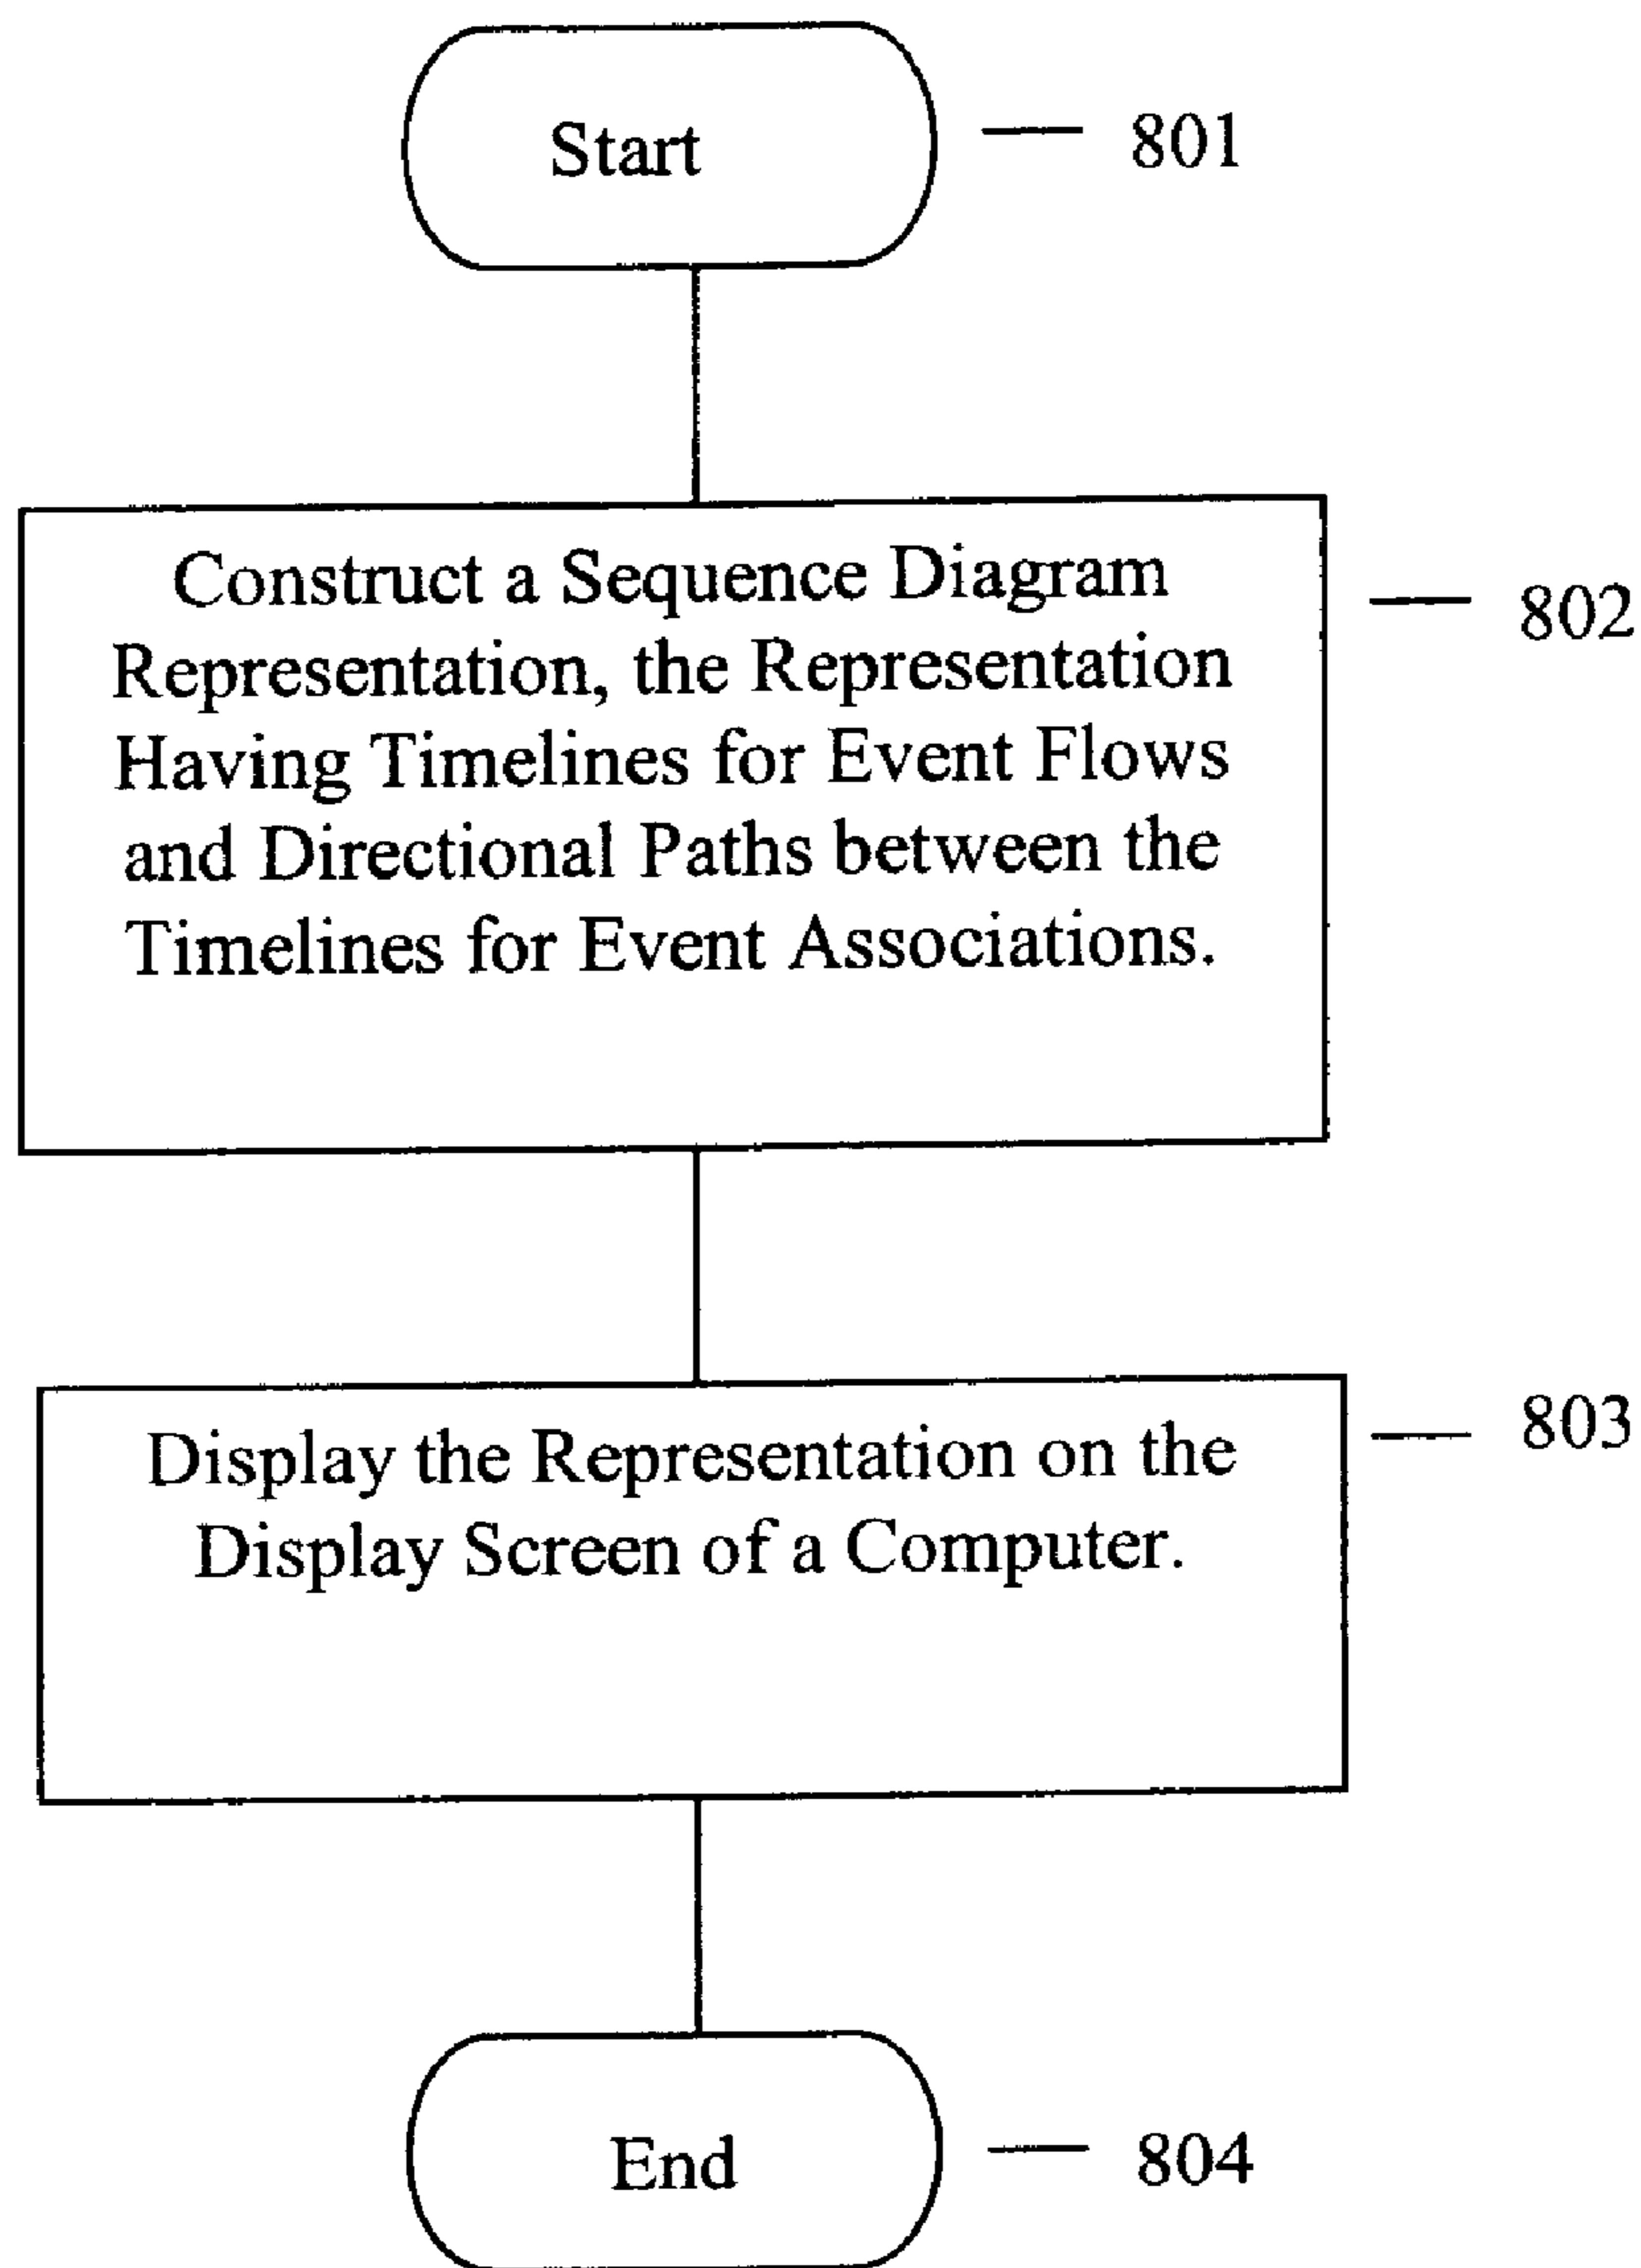 Start
801
Construct a Sequence Diagram
Representation, the Representation
Having Timelines for Event Flows
and Directional Paths between the
Timelines for Event Associations.
802
Display the Representation on the
Display Screen of a Computer.
803
End
804